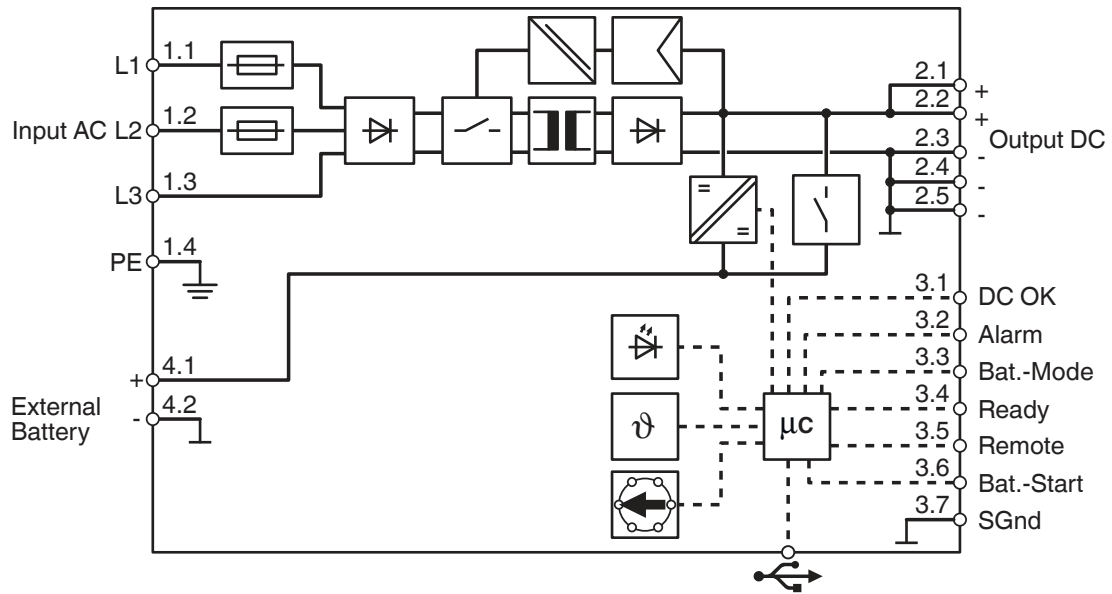 L1 1.1
Input AC L2 1.2
L3 1.3
PE 1.4
+ 4.1
External
Battery
- 4.2
= =
ϑ
µc
2.1 +
2.2 +
Output DC
2.3 -
2.4 -
2.5 -
3.1 DC OK
3.2 Alarm
3.3 Bat.-Mode
3.4 Ready
3.5 Remote
3.6 Bat.-Start
3.7 SGnd